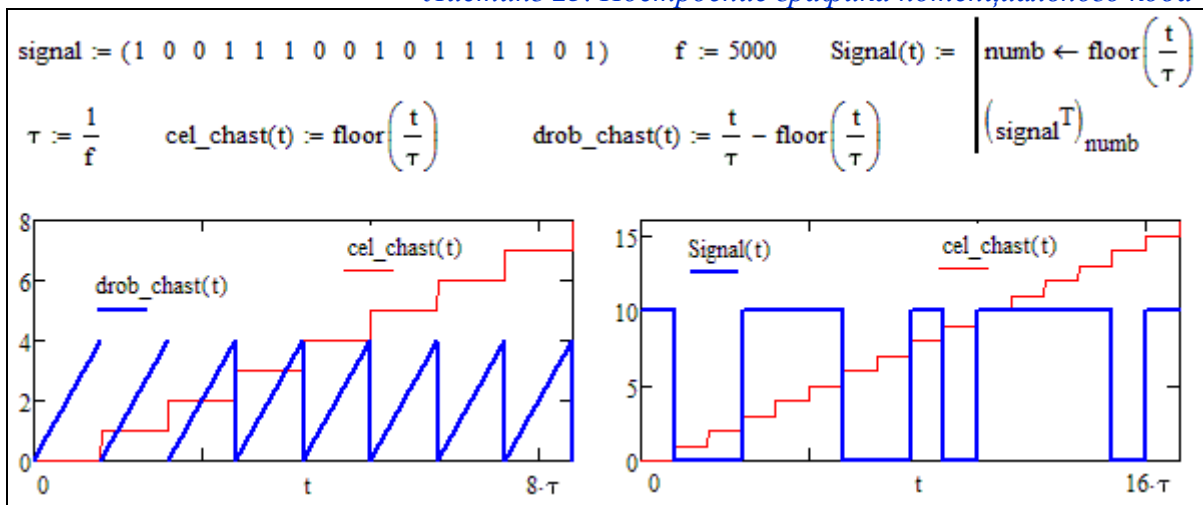 signal := (1 0 0 1 1 1 0 0 1 0 1 1 1 1 0 1) f := 5000 Signal(t) := numb ← floor(t/τ)
(signal^T)_numb
τ := 1/f cel_chast(t) := floor(t/τ) drob_chast(t) := t/τ − floor(t/τ)
8
6
4
2
0
cel_chast(t)
drob_chast(t)
0 t 8·τ
15
10
5
0
Signal(t)
cel_chast(t)
0 t 16·τ